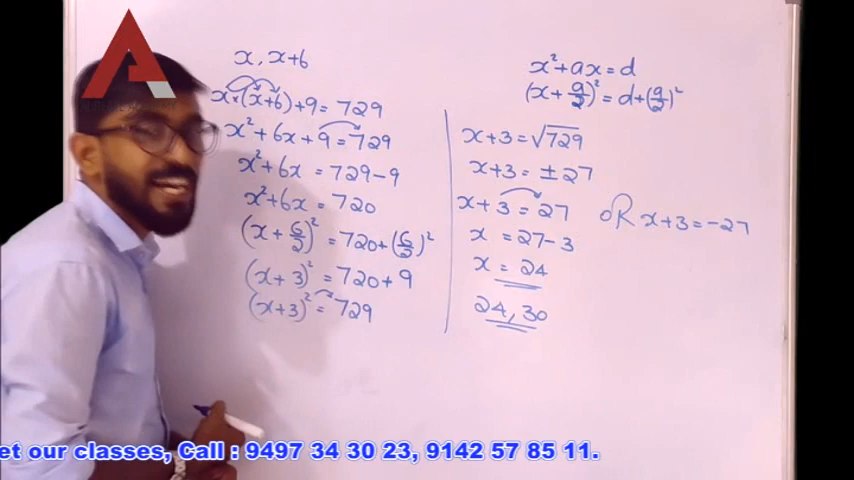 x, x+6
x×(x+6)+9=729
x²+6x+9=729
x²+6x=729-9
x²+6x=720
(x+6/2)²=720+(6/2)²
(x+3)²=720+9
(x+3)²=729
x²+ax=d
(x+a/2)²=d+(a/2)²
x+3=√729
x+3=±27
x+3=27 OR x+3=-27
x=27-3
x=24
24, 30
et our classes, Call : 9497 34 30 23, 9142 57 85 11.